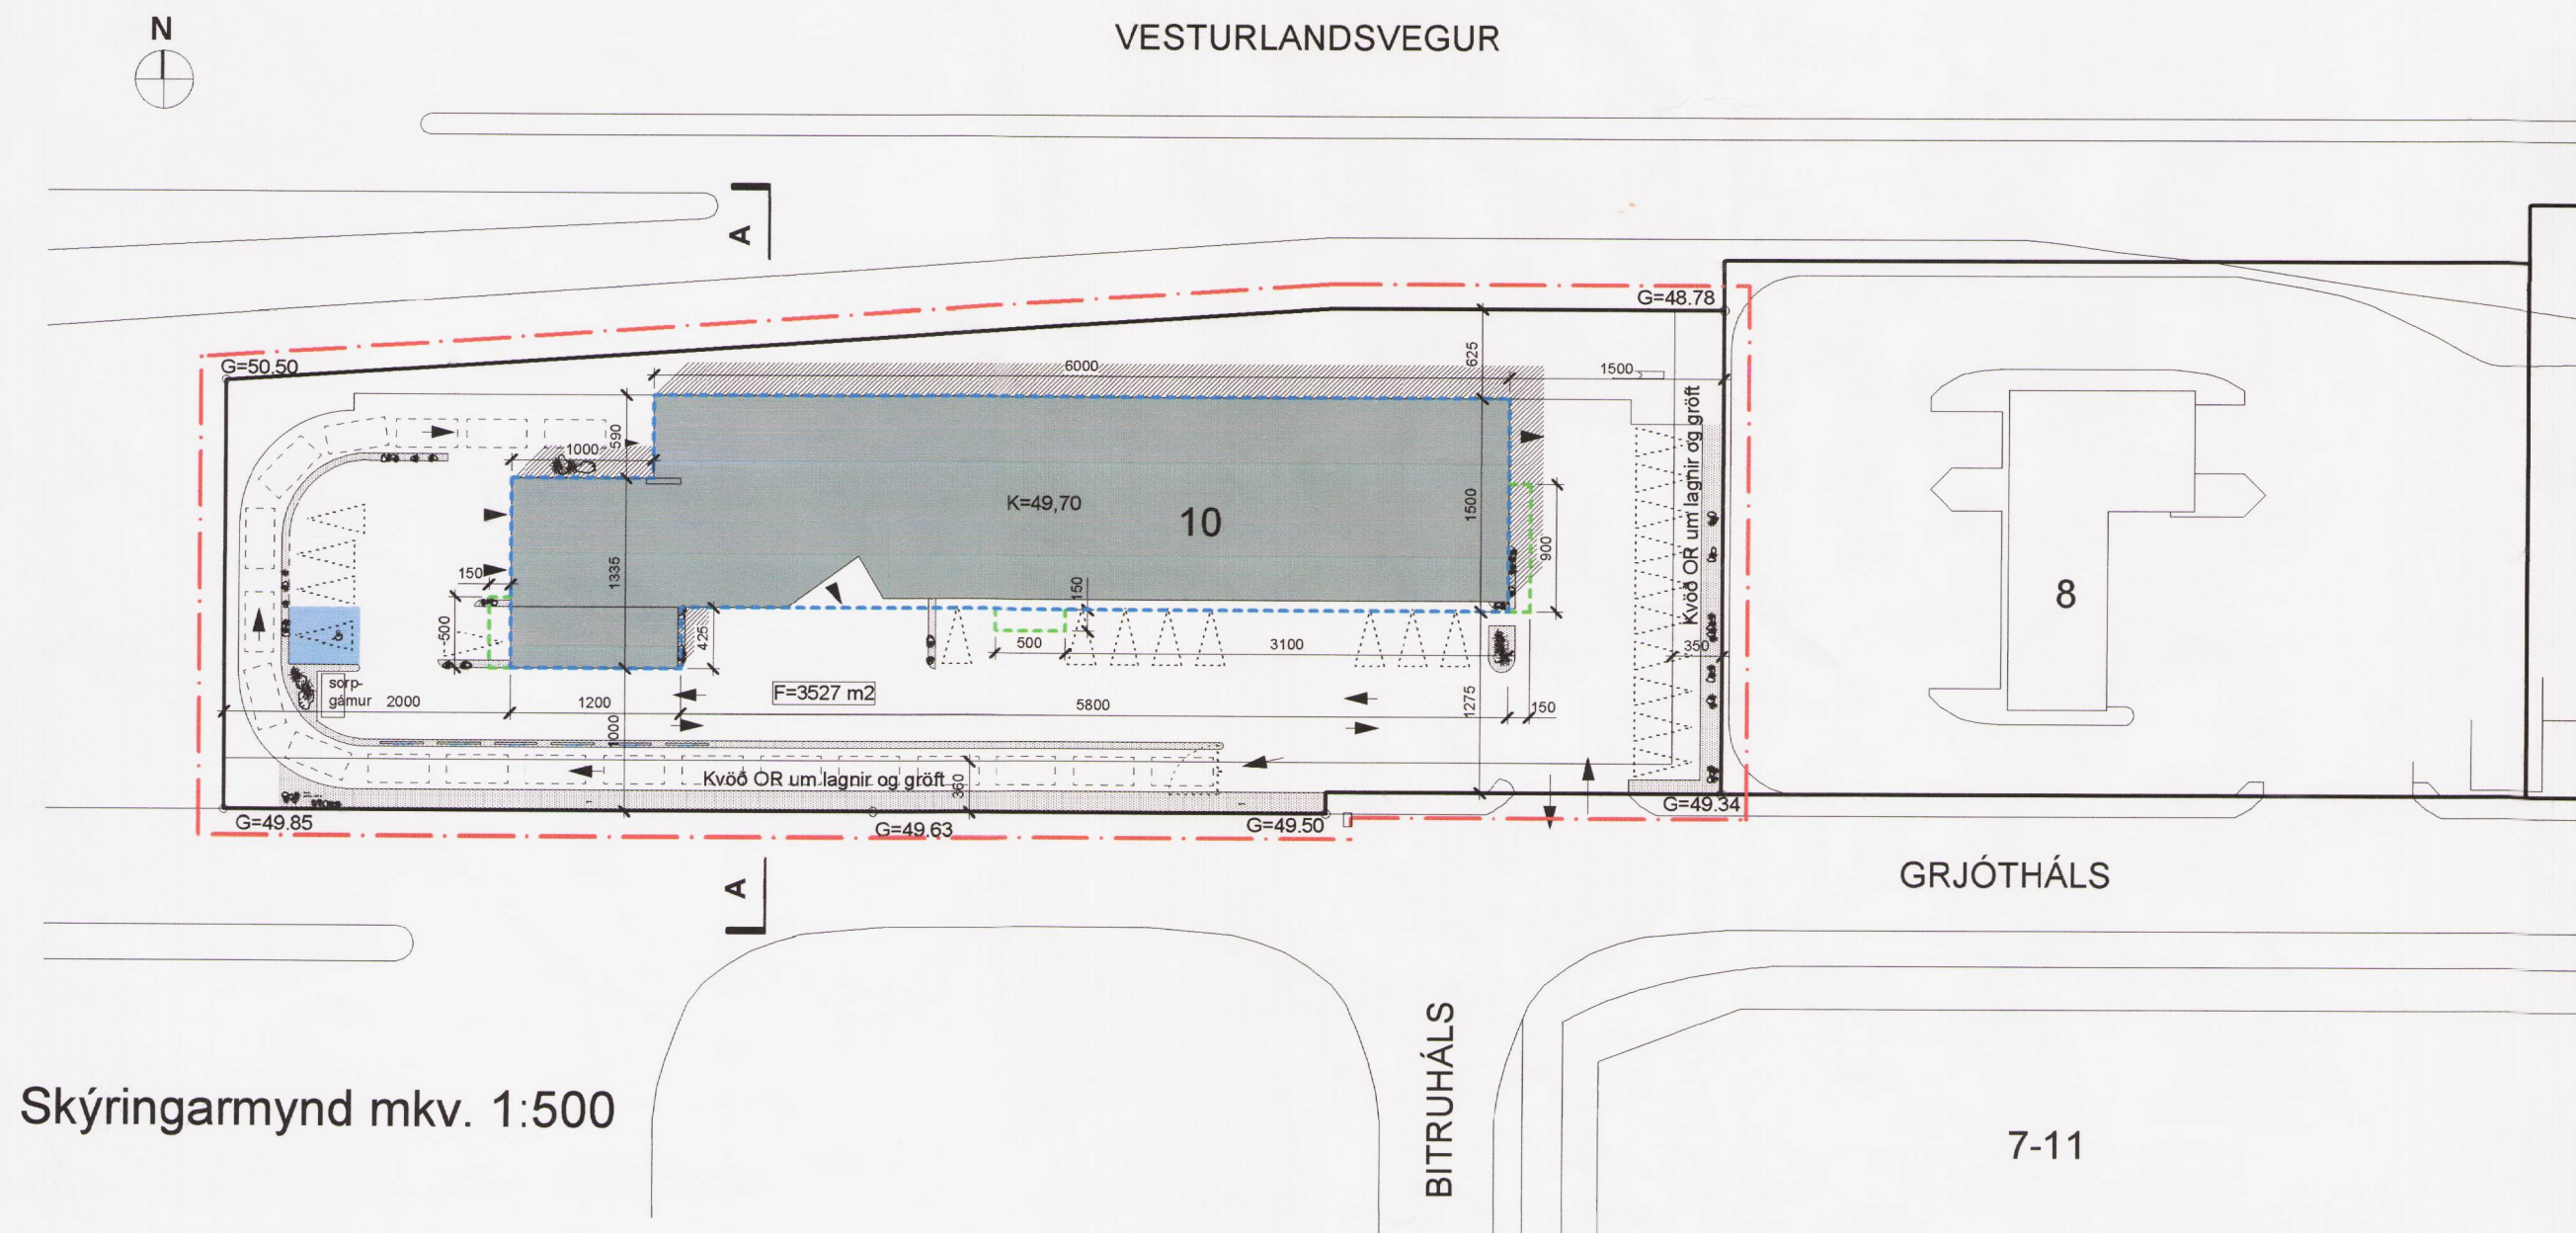 N
VESTURLANDSVEGUR
A
G=48.78
G=50.50
6000
625
1500
590
1000
Kvöð OR um lagnir og gröft
K=49,70
10
1500
900
150
1335
150
8
500
425
500
3100
350
sorp-
gámur
2000
1200
F=3527 m2
5800
1275
150
1000
Kvöð OR um lagnir og gröft
360
G=49.85
G=49.63
G=49.50
G=49.34
A
GRJÓTHÁLS
BITRUHÁLS
Skýringarmynd mkv. 1:500
7-11